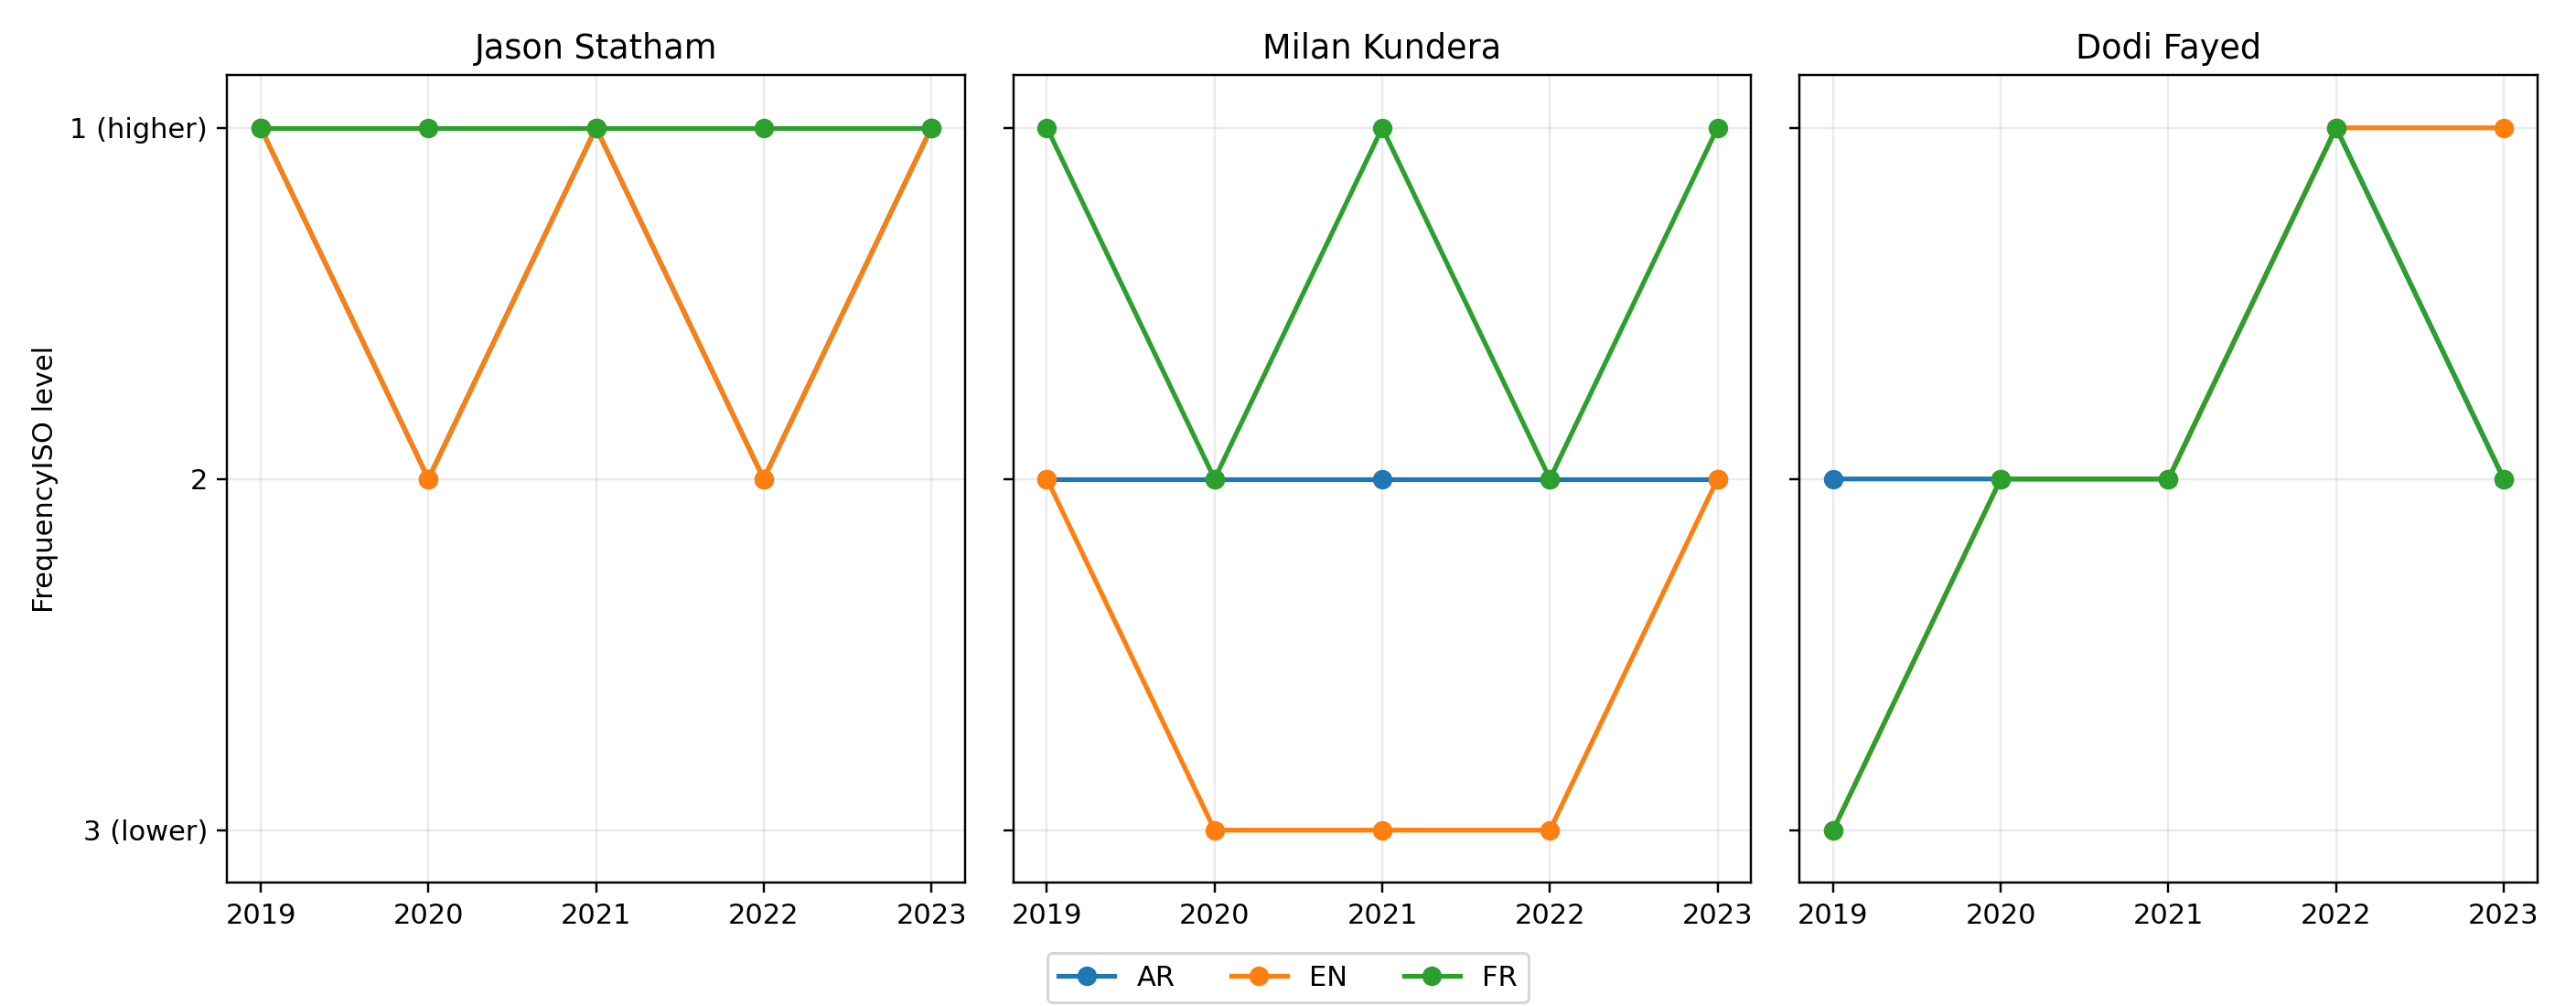 Jason Statham Milan Kundera Dodi Fayed
FrequencyISO level
1 (higher)
2
3 (lower)
2019 2020 2021 2022 2023 2019 2020 2021 2022 2023 2019 2020 2021 2022 2023
AR EN FR